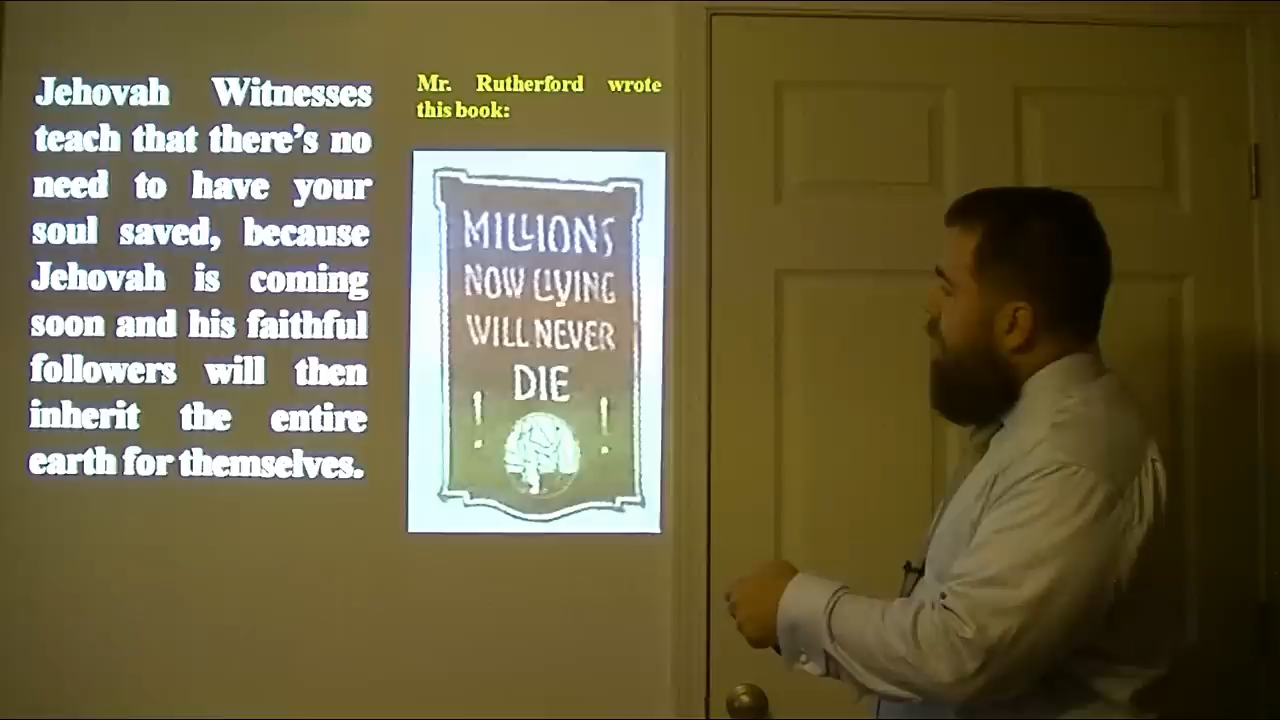 Jehovah Witnesses
teach that there's no
need to have your
soul saved, because
Jehovah is coming
soon and his faithful
followers will then
inherit the entire
earth for themselves.
Mr. Rutherford wrote
this book:
MILLIONS
NOW LIVING
WILL NEVER
DIE
! !